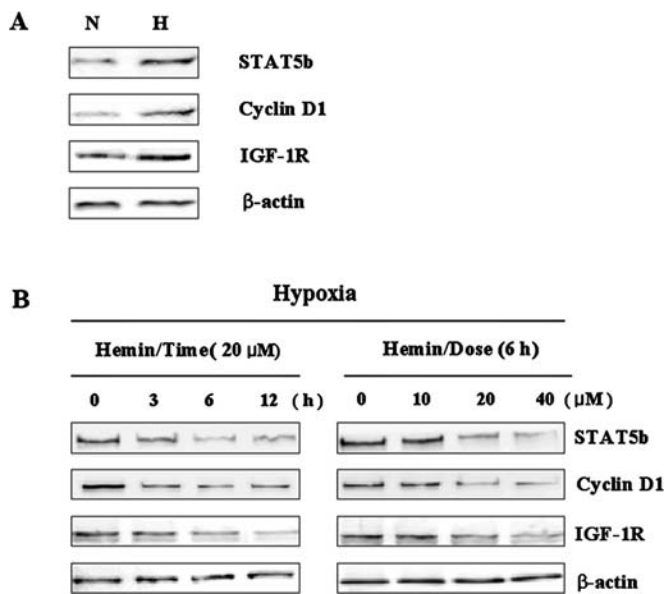 A
N H
STAT5b
Cyclin D1
IGF-1R
β-actin
B
Hypoxia
Hemin/Time( 20 μM) Hemin/Dose (6 h)
0 3 6 12 (h) 0 10 20 40 (μM)
STAT5b
Cyclin D1
IGF-1R
β-actin